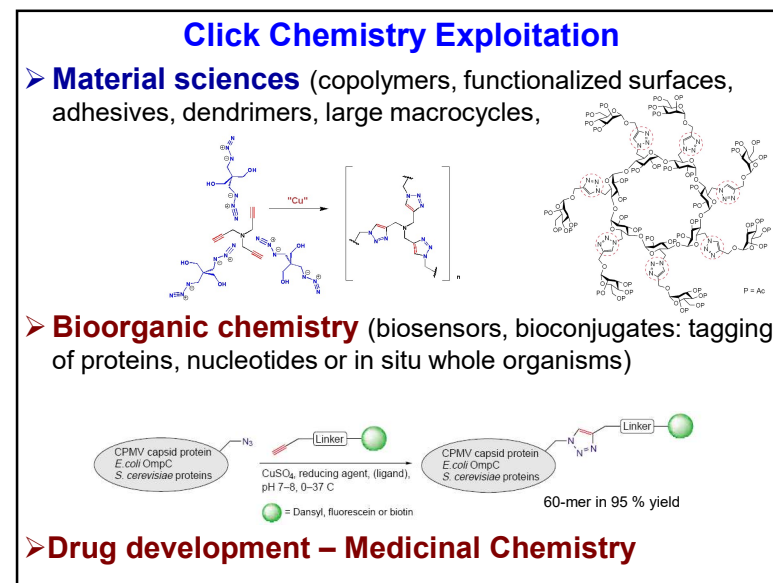 Click Chemistry Exploitation
➢ Material sciences (copolymers, functionalized surfaces,
adhesives, dendrimers, large macrocycles,
HO
OH
"Cu"
n
P = Ac
➢ Bioorganic chemistry (biosensors, bioconjugates: tagging
of proteins, nucleotides or in situ whole organisms)
CPMV capsid protein
E.coli OmpC
S. cerevisiae proteins
N₃
Linker
CuSO₄, reducing agent, (ligand),
pH 7–8, 0–37 C
= Dansyl, fluorescein or biotin
CPMV capsid protein
E.coli OmpC
S. cerevisiae proteins
Linker
60-mer in 95 % yield
➢Drug development – Medicinal Chemistry